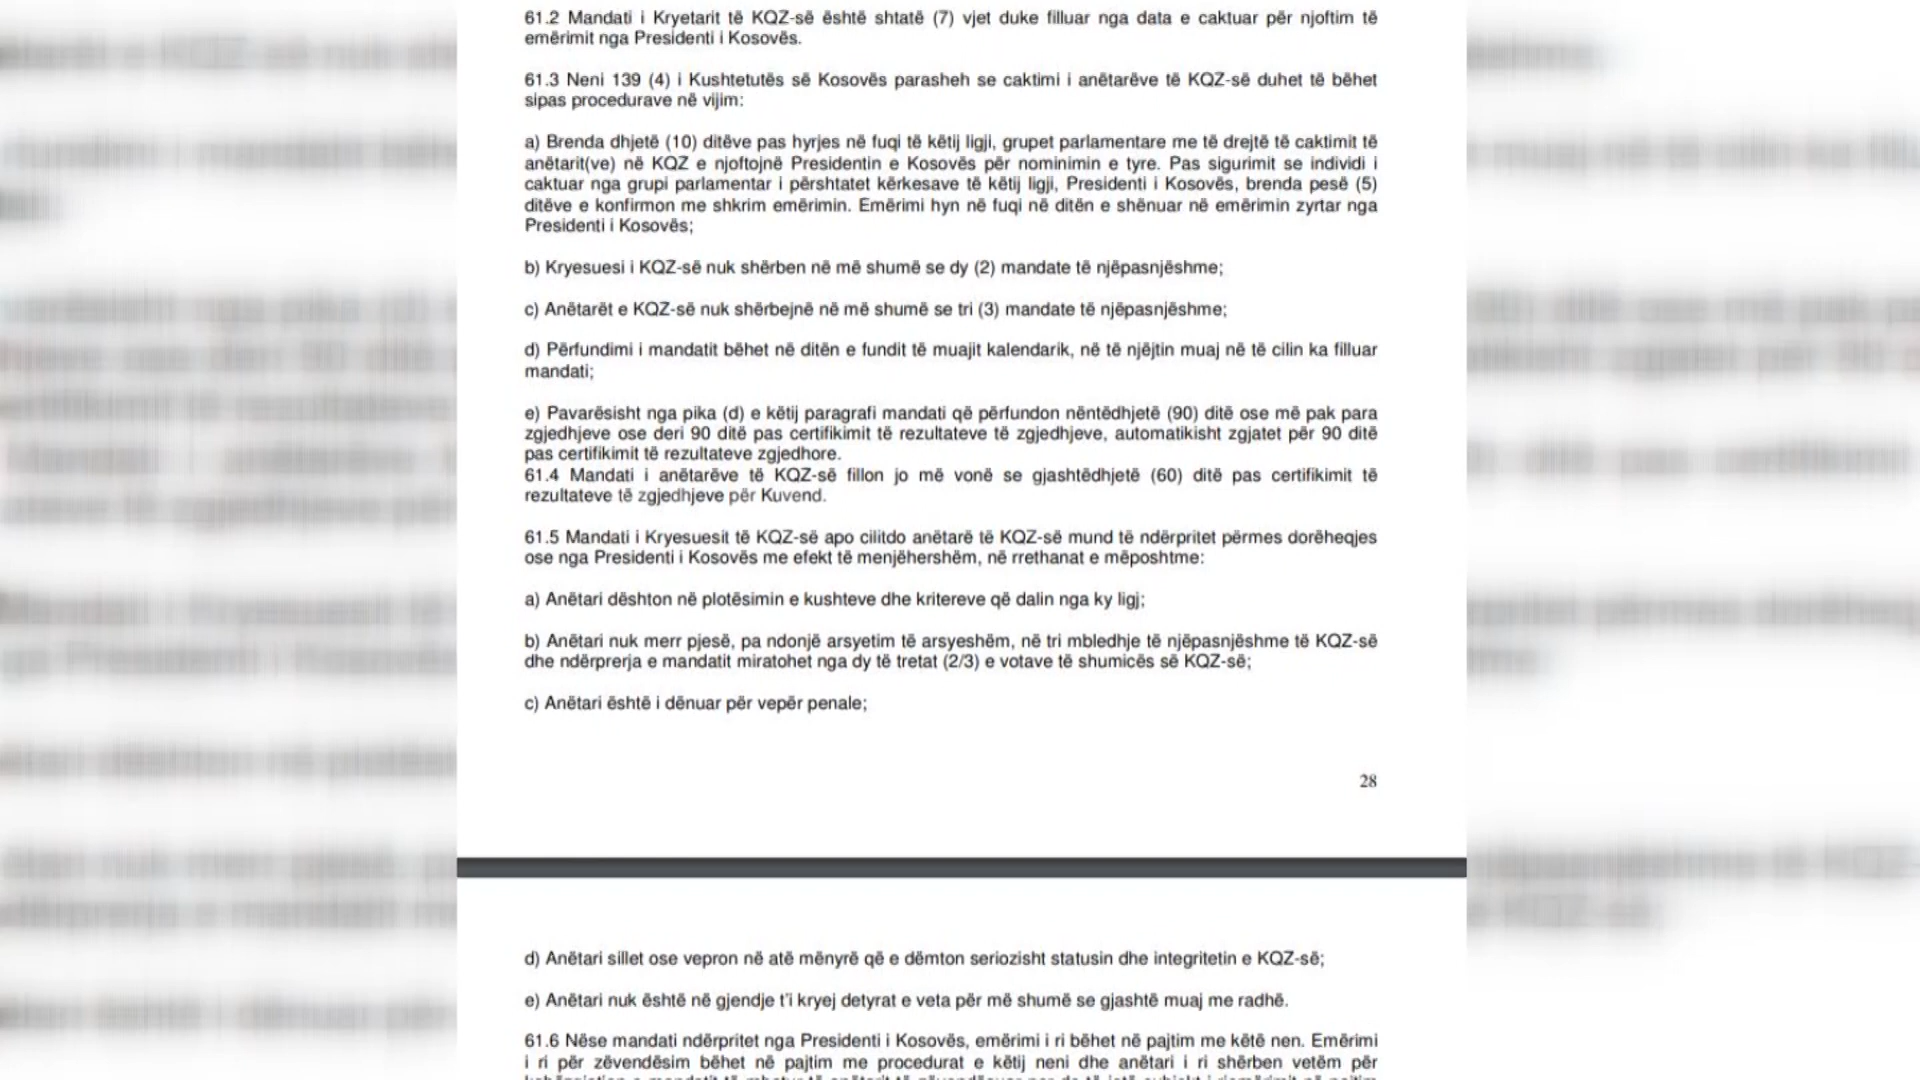 61.2 Mandati i Kryetarit të KQZ-së është shtatë (7) vjet duke filluar nga data e caktuar për njoftim të
emërimit nga Presidenti i Kosovës.
61.3 Neni 139 (4) i Kushtetutës së Kosovës parasheh se caktimi i anëtarëve të KQZ-së duhet të bëhet
sipas procedurave në vijim:
a) Brenda dhjetë (10) ditëve pas hyrjes në fuqi të këtij ligji, grupet parlamentare me të drejtë të caktimit të
anëtarit(ve) në KQZ e njoftojnë Presidentin e Kosovës për nominimin e tyre. Pas sigurimit se individi i
caktuar nga grupi parlamentar i përshtatet kërkesave të këtij ligji, Presidenti i Kosovës, brenda pesë (5)
ditëve e konfirmon me shkrim emërimin. Emërimi hyn në fuqi në ditën e shënuar në emërimin zyrtar nga
Presidenti i Kosovës;
b) Kryesuesi i KQZ-së nuk shërben në më shumë se dy (2) mandate të njëpasnjëshme;
c) Anëtarët e KQZ-së nuk shërbejnë në më shumë se tri (3) mandate të njëpasnjëshme;
d) Përfundimi i mandatit bëhet në ditën e fundit të muajit kalendarik, në të njëjtin muaj në të cilin ka filluar
mandati;
e) Pavarësisht nga pika (d) e këtij paragrafi mandati që përfundon nëntëdhjetë (90) ditë ose më pak para
zgjedhjeve ose deri 90 ditë pas certifikimit të rezultateve të zgjedhjeve, automatikisht zgjatet për 90 ditë
pas certifikimit të rezultateve zgjedhore.
61.4 Mandati i anëtarëve të KQZ-së fillon jo më vonë se gjashtëdhjetë (60) ditë pas certifikimit të
rezultateve të zgjedhjeve për Kuvend.
61.5 Mandati i Kryesuesit të KQZ-së apo cilitdo anëtarë të KQZ-së mund të ndërpritet përmes dorëheqjes
ose nga Presidenti i Kosovës me efekt të menjëhershëm, në rrethanat e mëposhtme:
a) Anëtari dështon në plotësimin e kushteve dhe kritereve që dalin nga ky ligj;
b) Anëtari nuk merr pjesë, pa ndonjë arsyetim të arsyeshëm, në tri mbledhje të njëpasnjëshme të KQZ-së
dhe ndërprerja e mandatit miratohet nga dy të tretat (2/3) e votave të shumicës së KQZ-së;
c) Anëtari është i dënuar për vepër penale;
28
d) Anëtari sillet ose vepron në atë mënyrë që e dëmton seriozisht statusin dhe integritetin e KQZ-së;
e) Anëtari nuk është në gjendje t'i kryej detyrat e veta për më shumë se gjashtë muaj me radhë.
61.6 Nëse mandati ndërpritet nga Presidenti i Kosovës, emërimi i ri bëhet në pajtim me këtë nen. Emërimi
i ri për zëvendësim bëhet në pajtim me procedurat e këtij neni dhe anëtari i ri shërben vetëm për